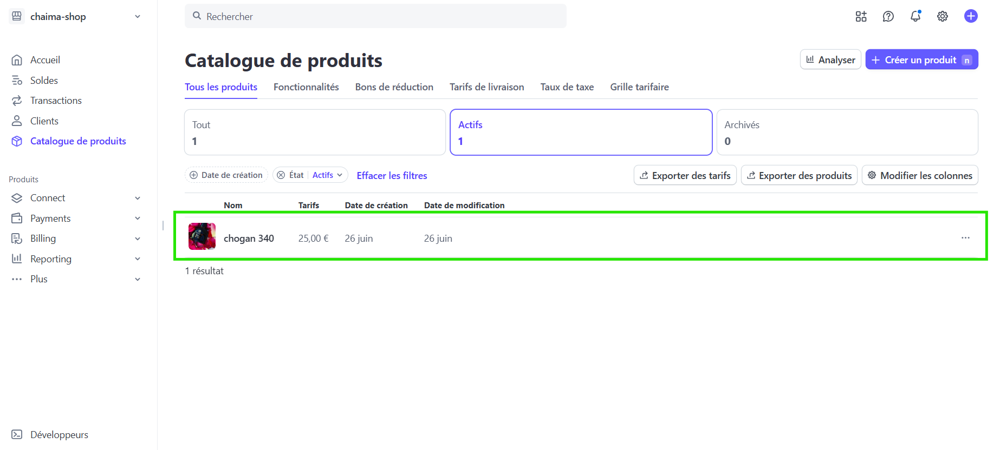 chaima-shop
Rechercher
Accueil
Soldes
Transactions
Clients
Catalogue de produits
Produits
Connect
Payments
Billing
Reporting
Plus
Développeurs
Catalogue de produits
Analyser
Créer un produit n
Tous les produits Fonctionnalités Bons de réduction Tarifs de livraison Taux de taxe Grille tarifaire
Tout
1
Actifs
1
Archivés
0
Date de création État Actifs Effacer les filtres Exporter des tarifs Exporter des produits Modifier les colonnes
Nom Tarifs Date de création Date de modification
chogan 340 25,00 € 26 juin 26 juin
1 résultat